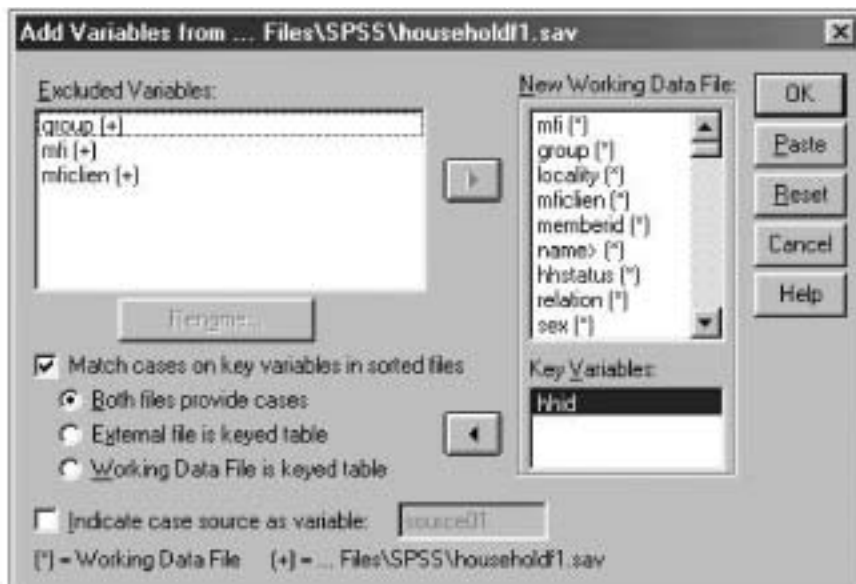 Add Variables from ... Files\SPSS\householdf1.sav
Excluded Variables:
group (+)
mfi (+)
mficlien (+)
Rename...
Match cases on key variables in sorted files
Both files provide cases
External file is keyed table
Working Data File is keyed table
Indicate case source as variable: source01
(*) = Working Data File (+) = ... Files\SPSS\householdf1.sav
New Working Data File:
mfi (*)
group (*)
locality (*)
mficlien (*)
memberid (*)
name> (*)
hhstatus (*)
relation (*)
sex (*)
Key Variables:
hhid
OK
Paste
Reset
Cancel
Help